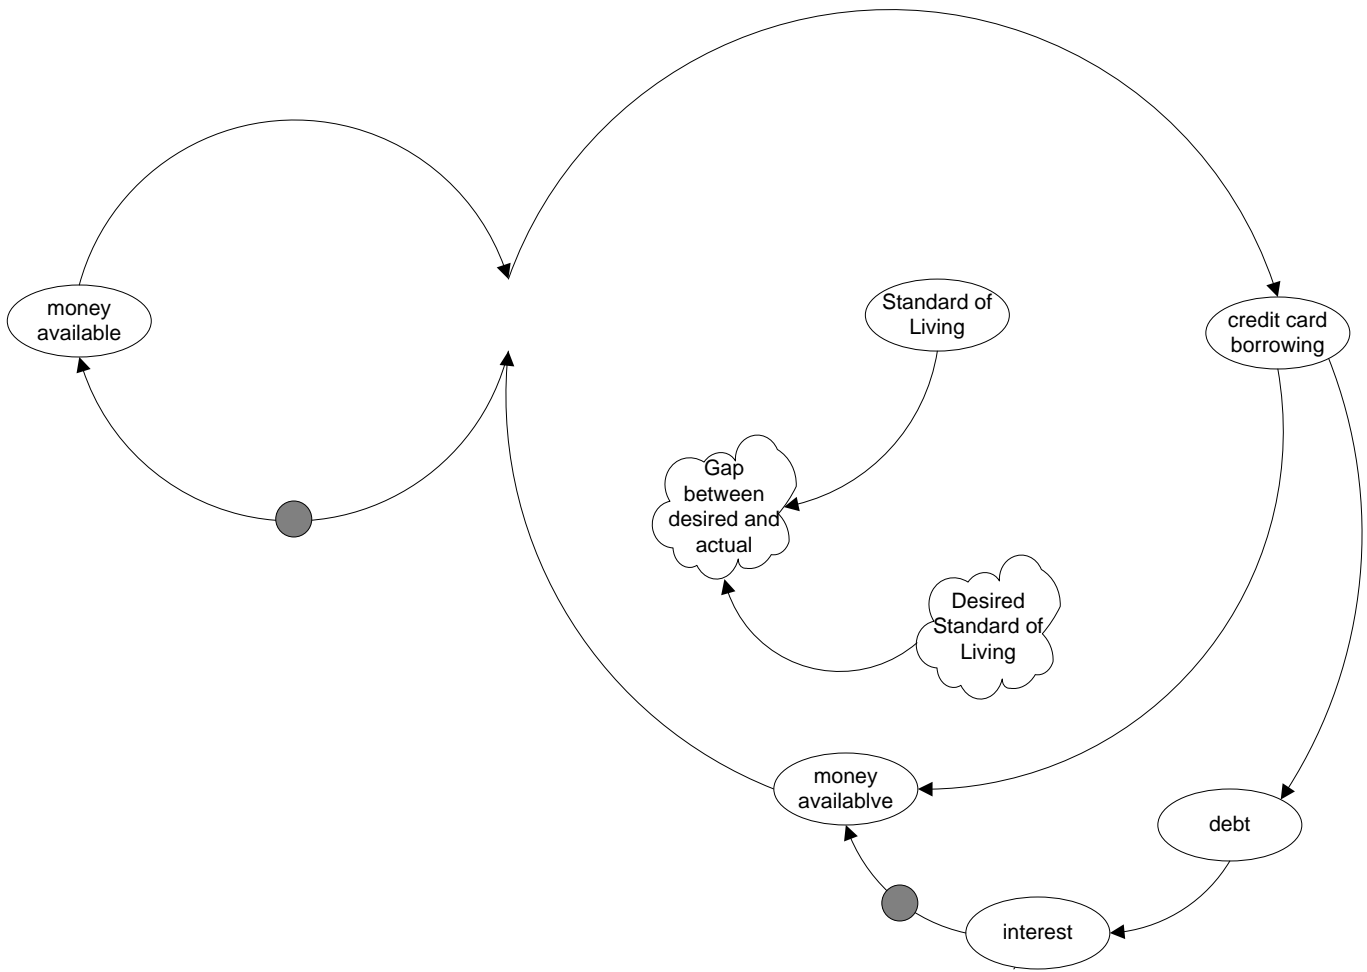 money
available
Standard of
Living
credit card
borrowing
Gap
between
desired and
actual
Desired
Standard of
Living
money
availablve
debt
interest